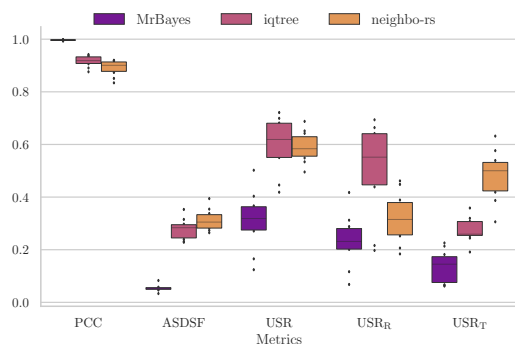 MrBayes iqtree neighbo-rs
1.0
0.8
0.6
0.4
0.2
0.0
PCC ASDSF USR USR_R USR_T
Metrics